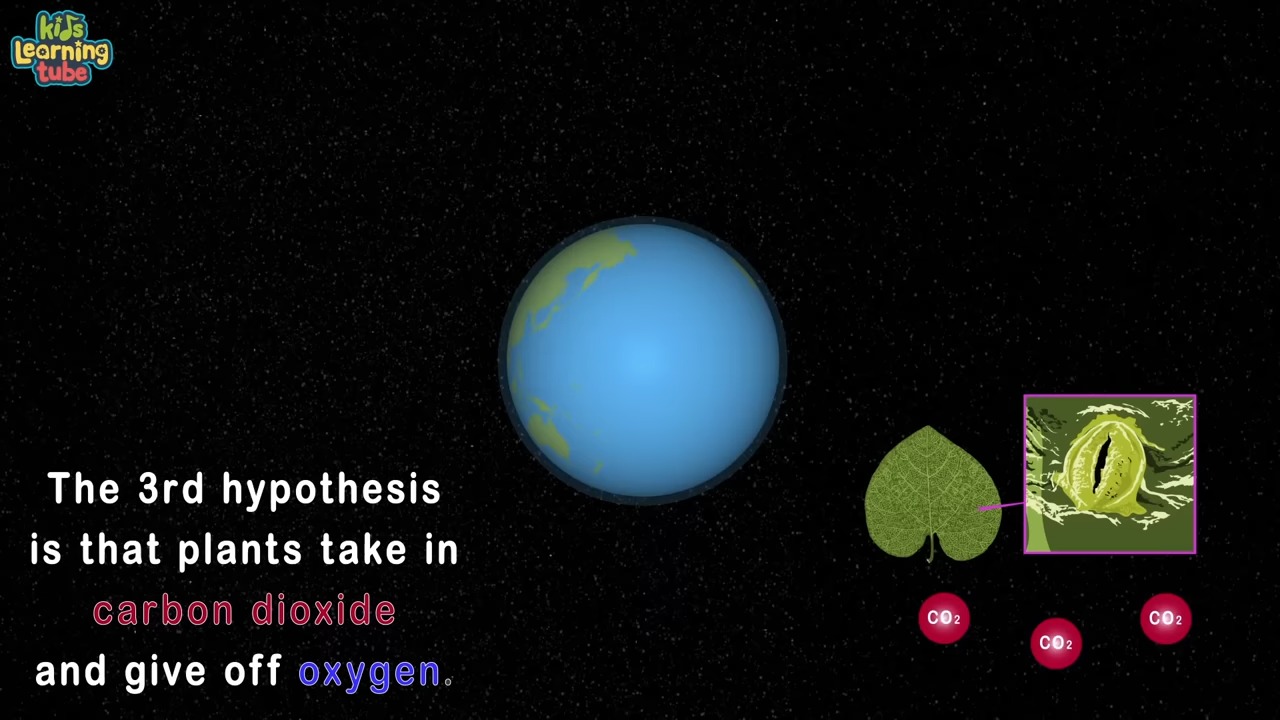 kids
Learning
tube
The 3rd hypothesis
is that plants take in
carbon dioxide
and give off oxygen.
CO₂
CO₂
CO₂